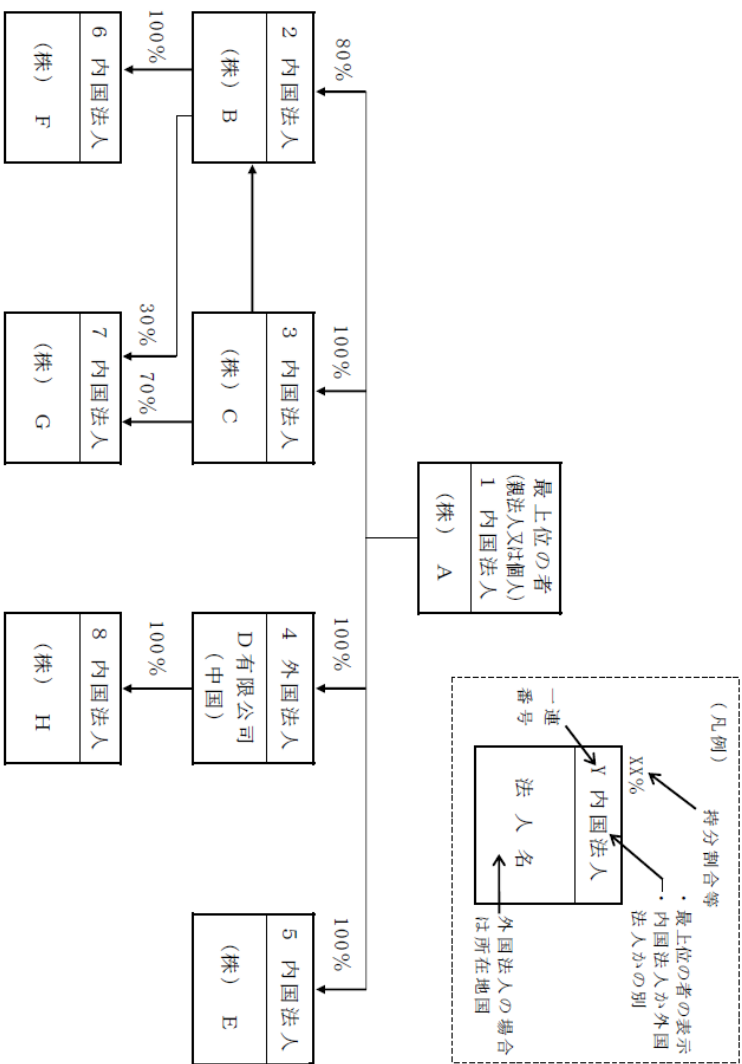 (凡例)
XX%
持分割合等
Y 内国法人
法 人 名
一連
番号
・最上位の者の表示
・内国法人か外国
法人かの別
外国法人の場合
は所在地国
最上位の者
(親法人又は個人)
1 内国法人
(株) A
80%
100%
100%
100%
2 内国法人
(株) B
3 内国法人
(株) C
4 外国法人
D有限公司
(中国)
5 内国法人
(株) E
100%
30%
70%
100%
6 内国法人
(株) F
7 内国法人
(株) G
8 内国法人
(株) H